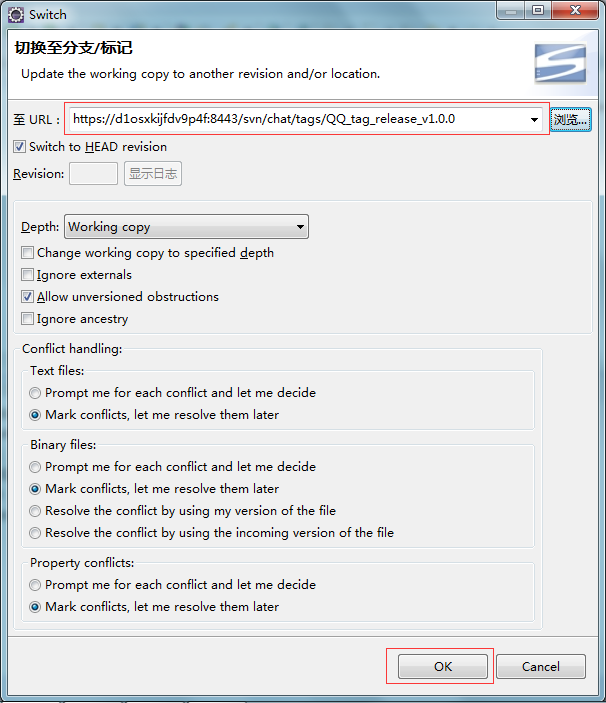 Switch
切换至分支/标记
Update the working copy to another revision and/or location.
至 URL : https://d1osxkijfdv9p4f:8443/svn/chat/tags/QQ_tag_release_v1.0.0 浏览...
Switch to HEAD revision
Revision: 显示日志
Depth: Working copy
Change working copy to specified depth
Ignore externals
Allow unversioned obstructions
Ignore ancestry
Conflict handling:
Text files:
Prompt me for each conflict and let me decide
Mark conflicts, let me resolve them later
Binary files:
Prompt me for each conflict and let me decide
Mark conflicts, let me resolve them later
Resolve the conflict by using my version of the file
Resolve the conflict by using the incoming version of the file
Property conflicts:
Prompt me for each conflict and let me decide
Mark conflicts, let me resolve them later
OK Cancel